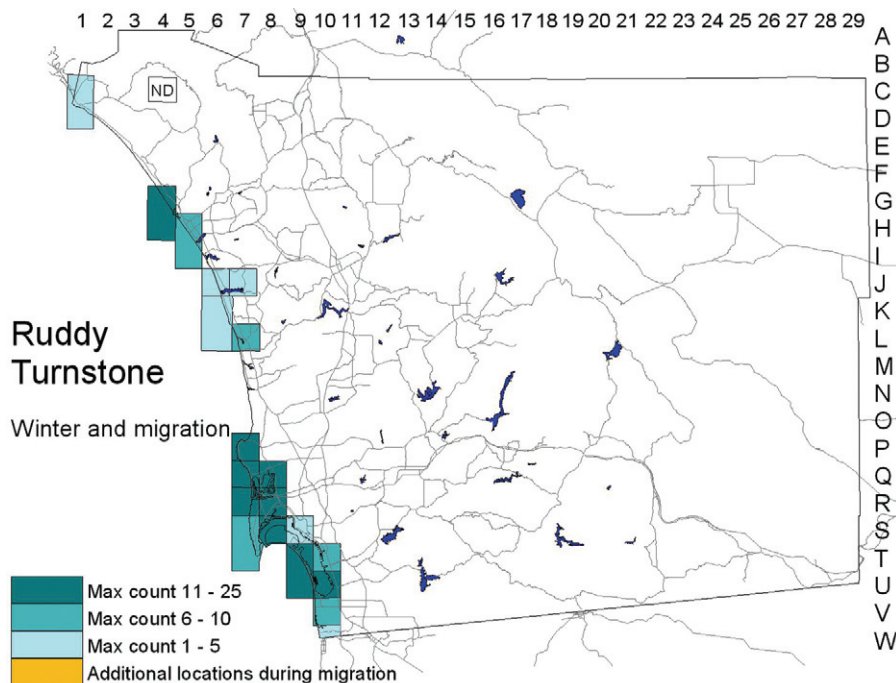 1 2 3 4 5 6 7 8 9 10 11 12 13 14 15 16 17 18 19 20 21 22 23 24 25 26 27 28 29
A
B
C
D
E
F
G
H
I
J
K
L
M
N
O
P
Q
R
S
T
U
V
W
ND
Ruddy
Turnstone
Winter and migration
Max count 11 - 25
Max count 6 - 10
Max count 1 - 5
Additional locations during migration